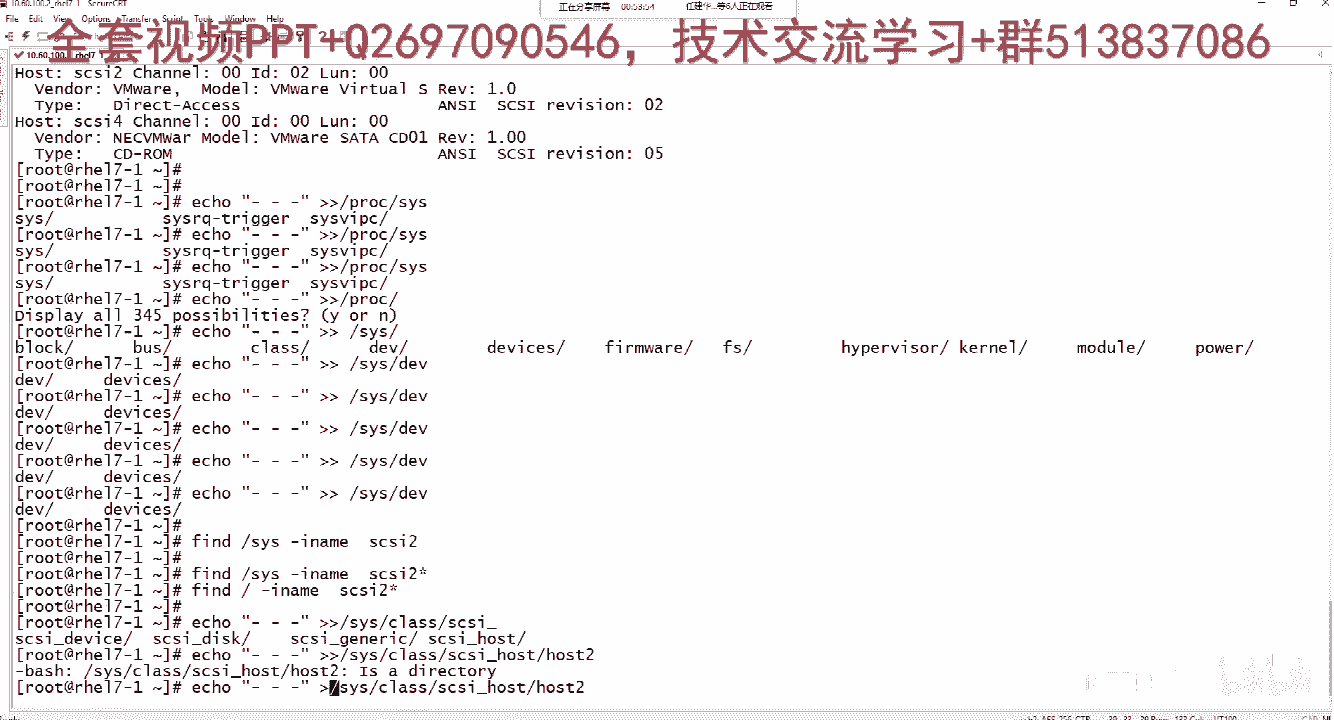 10.60.100.2_rhel7_1 - SecureCRT
正在分享屏幕 00:53:54 任建华...等6人正在观看
File Edit View Options Transfer Script Tools Window Help
全套视频PPT+Q2697090546，技术交流学习+群513837086
Host: scsi2 Channel: 00 Id: 02 Lun: 00
Vendor: VMware, Model: VMware Virtual S Rev: 1.0
Type: Direct-Access ANSI SCSI revision: 02
Host: scsi4 Channel: 00 Id: 00 Lun: 00
Vendor: NECVMWar Model: VMware SATA CD01 Rev: 1.00
Type: CD-ROM ANSI SCSI revision: 05
[root@rhel7-1 ~]#
[root@rhel7-1 ~]#
[root@rhel7-1 ~]# echo "- - -" >>/proc/sys
sys/ sysrq-trigger sysvipc/
[root@rhel7-1 ~]# echo "- - -" >>/proc/sys
sys/ sysrq-trigger sysvipc/
[root@rhel7-1 ~]# echo "- - -" >>/proc/sys
sys/ sysrq-trigger sysvipc/
[root@rhel7-1 ~]# echo "- - -" >>/proc/
Display all 345 possibilities? (y or n)
[root@rhel7-1 ~]# echo "- - -" >> /sys/
block/ bus/ class/ dev/ devices/ firmware/ fs/ hypervisor/ kernel/ module/ power/
[root@rhel7-1 ~]# echo "- - -" >> /sys/dev
dev/ devices/
[root@rhel7-1 ~]# echo "- - -" >> /sys/dev
dev/ devices/
[root@rhel7-1 ~]# echo "- - -" >> /sys/dev
dev/ devices/
[root@rhel7-1 ~]# echo "- - -" >> /sys/dev
dev/ devices/
[root@rhel7-1 ~]# echo "- - -" >> /sys/dev
dev/ devices/
[root@rhel7-1 ~]#
[root@rhel7-1 ~]# find /sys -iname scsi2
[root@rhel7-1 ~]#
[root@rhel7-1 ~]# find /sys -iname scsi2*
[root@rhel7-1 ~]# find / -iname scsi2*
[root@rhel7-1 ~]#
[root@rhel7-1 ~]# echo "- - -" >>/sys/class/scsi_
scsi_device/ scsi_disk/ scsi_generic/ scsi_host/
[root@rhel7-1 ~]# echo "- - -" >>/sys/class/scsi_host/host2
-bash: /sys/class/scsi_host/host2: Is a directory
[root@rhel7-1 ~]# echo "- - -" >/sys/class/scsi_host/host2